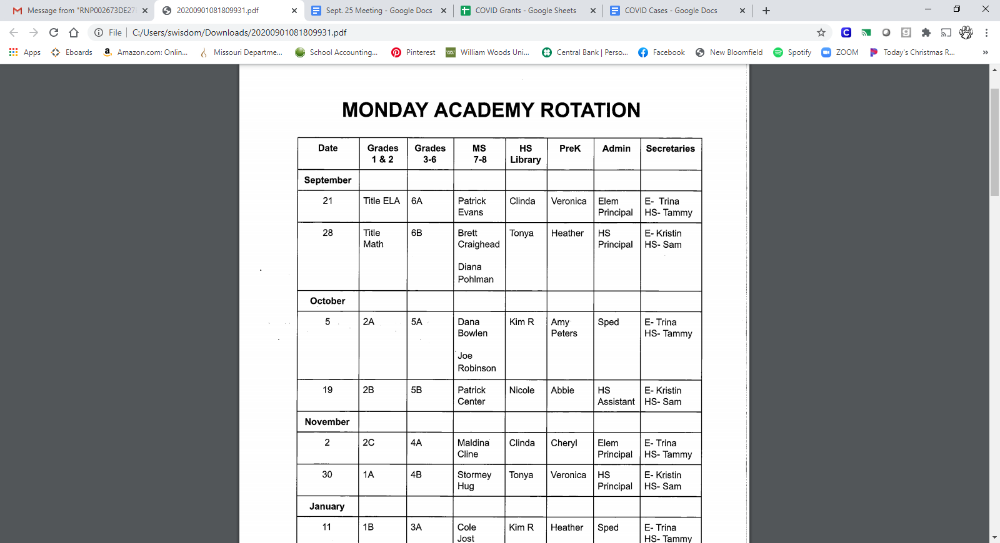 Message from "RNP002673DE27
20200901081809931.pdf
Sept. 25 Meeting - Google Docs
COVID Grants - Google Sheets
COVID Cases - Google Docs
File
C:/Users/swisdom/Downloads/20200901081809931.pdf
Apps
Eboards
Amazon.com: Onlin...
Missouri Departme...
School Accounting...
Pinterest
William Woods Uni...
Central Bank | Perso...
Facebook
New Bloomfield
Spotify
ZOOM
Today's Christmas R...
MONDAY ACADEMY ROTATION
Date Grades MS HS PreK Admin Secretaries
Grades
1 & 2 3-6 7-8 Library
September
21 Title ELA 6A Patrick Clinda Veronica Elem E- Trina
Evans Principal HS- Tammy
28 Title 6B Brett Tonya Heather HS E- Kristin
Math Craighead Principal HS- Sam
Diana
Pohlman
October
5 2A 5A Dana Kim R Amy Sped E- Trina
Bowlen Peters HS- Tammy
Joe
Robinson
19 2B 5B Patrick Nicole Abbie HS E- Kristin
Center Assistant HS- Sam
November
2 2C 4A Maldina Clinda Cheryl Elem E- Trina
Cline Principal HS- Tammy
30 1A 4B Stormey Tonya Veronica HS E- Kristin
Hug Principal HS- Sam
January
11 1B 3A Cole Kim R Heather Sped E- Trina
Jost HS- Tammy